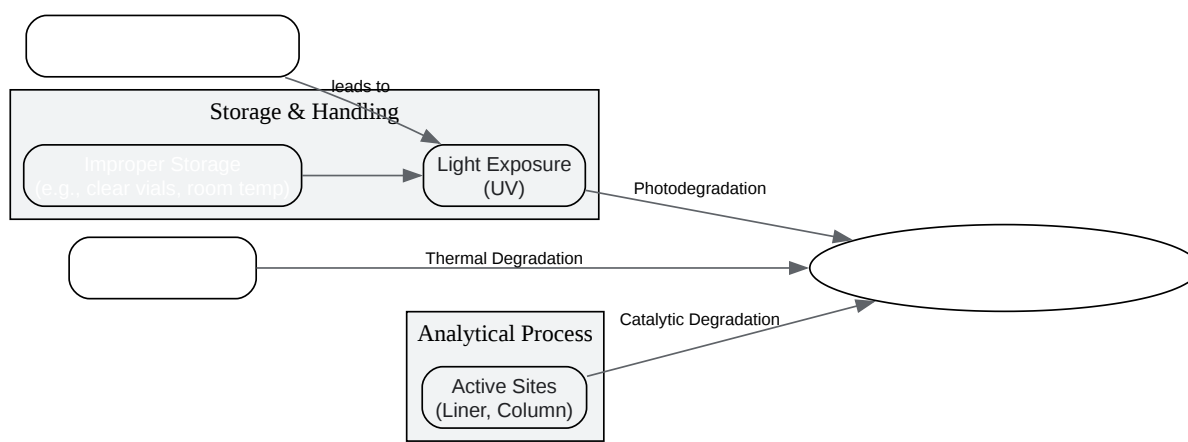 leads to
Storage & Handling
Improper Storage
(e.g., clear vials, room temp)
Light Exposure
(UV)
Photodegradation
Thermal Degradation
Catalytic Degradation
Analytical Process
Active Sites
(Liner, Column)